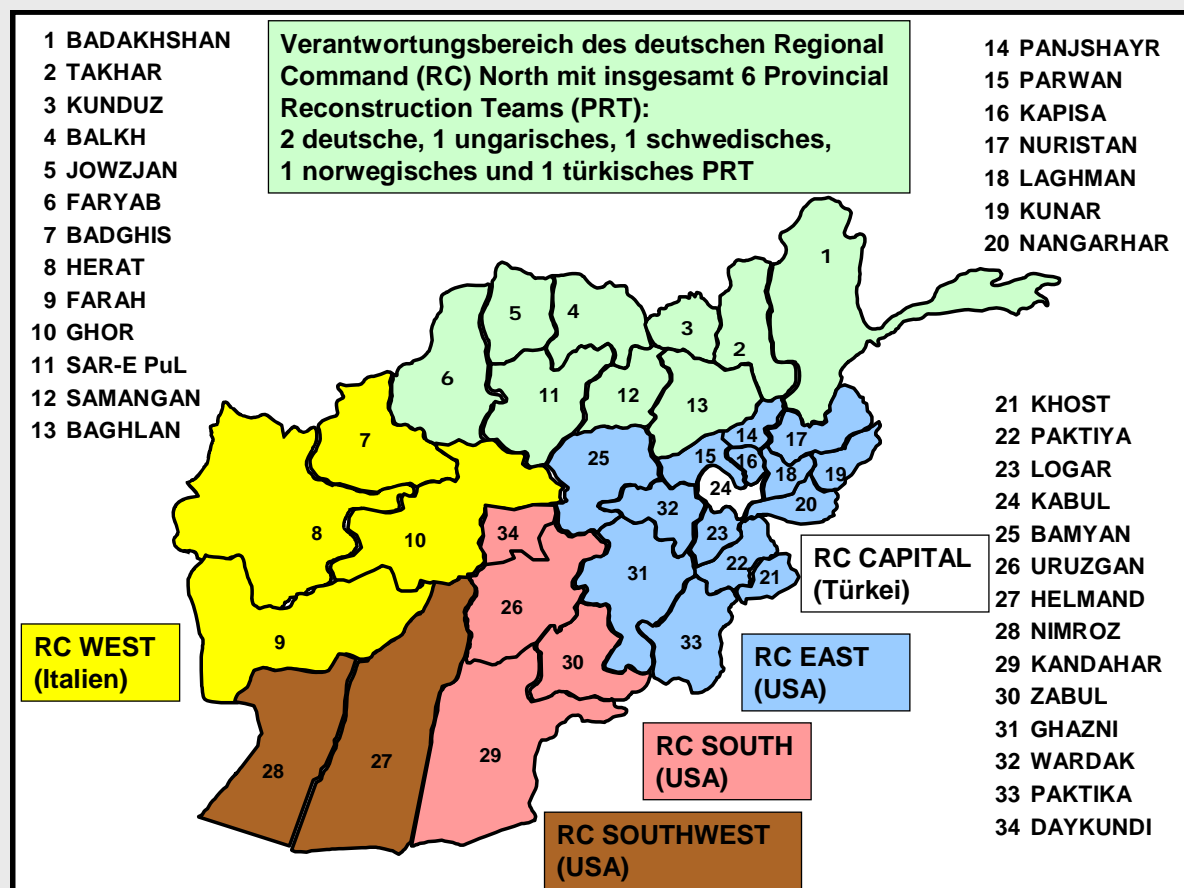 1 BADAKHSHAN
2 TAKHAR
3 KUNDUZ
4 BALKH
5 JOWZJAN
6 FARYAB
7 BADGHIS
8 HERAT
9 FARAH
10 GHOR
11 SAR-E PuL
12 SAMANGAN
13 BAGHLAN
Verantwortungsbereich des deutschen Regional
Command (RC) North mit insgesamt 6 Provincial
Reconstruction Teams (PRT):
2 deutsche, 1 ungarisches, 1 schwedisches,
1 norwegisches und 1 türkisches PRT
14 PANJSHAYR
15 PARWAN
16 KAPISA
17 NURISTAN
18 LAGHMAN
19 KUNAR
20 NANGARHAR
1
5
4
3
2
6
11
12
13
7
14
17
25
15
16
18
19
24
20
32
8
10
34
23
31
22
21
26
9
33
30
28
27
29
RC CAPITAL
(Türkei)
RC WEST
(Italien)
RC EAST
(USA)
RC SOUTH
(USA)
RC SOUTHWEST
(USA)
21 KHOST
22 PAKTIYA
23 LOGAR
24 KABUL
25 BAMYAN
26 URUZGAN
27 HELMAND
28 NIMROZ
29 KANDAHAR
30 ZABUL
31 GHAZNI
32 WARDAK
33 PAKTIKA
34 DAYKUNDI